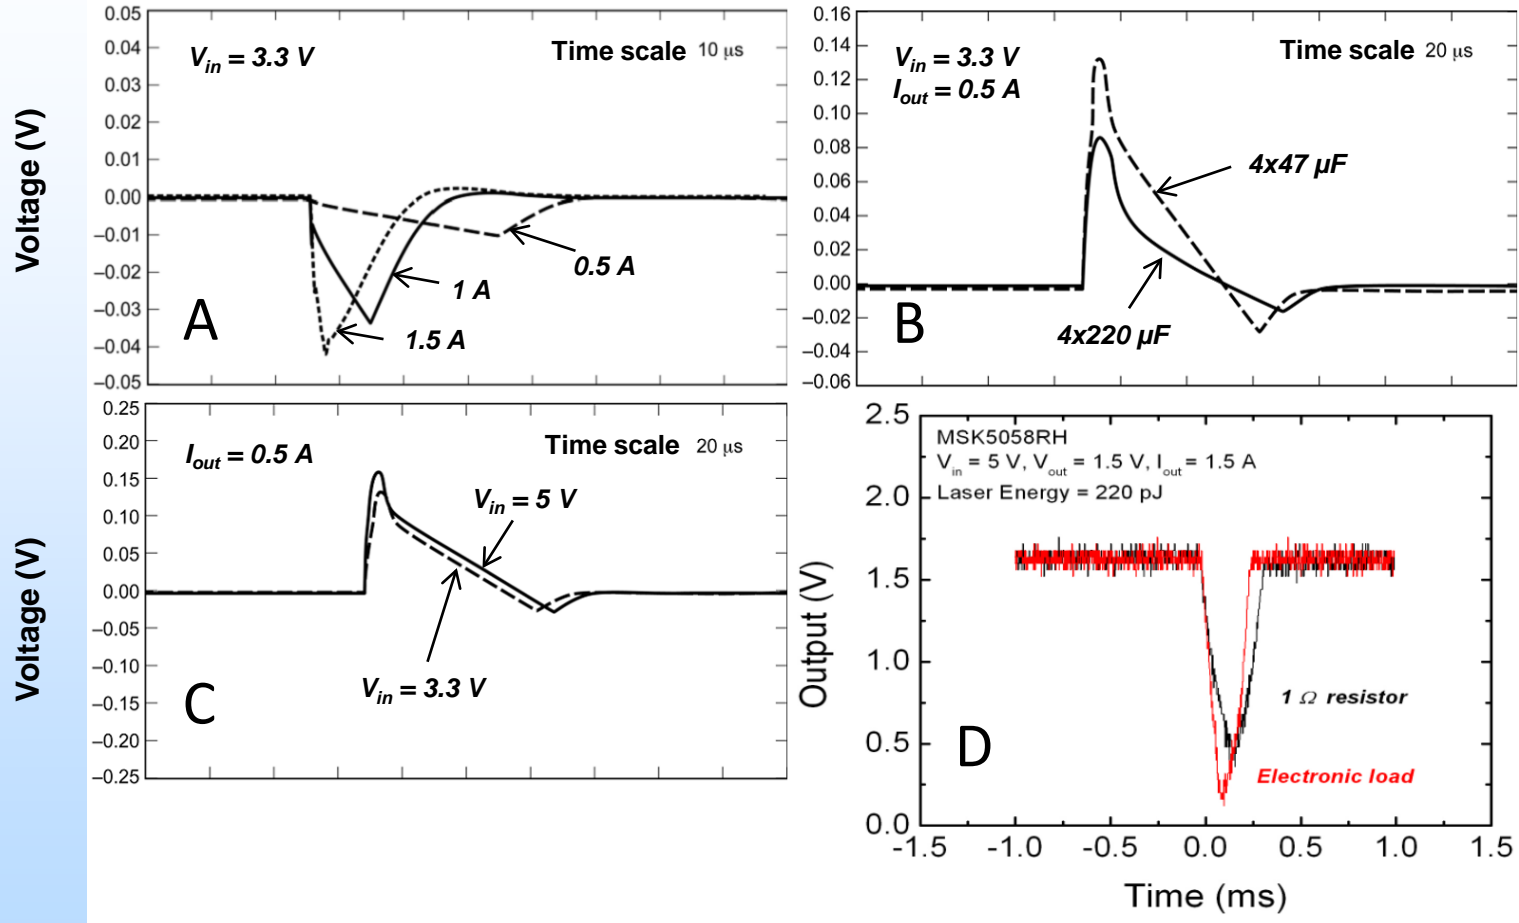 Voltage (V)
0.05
0.04
0.03
0.02
0.01
0.00
–0.01
–0.02
–0.03
–0.04
–0.05
Vin = 3.3 V
Time scale 10 µs
0.5 A
1 A
1.5 A
A
0.16
0.14
0.12
0.10
0.08
0.06
0.04
0.02
0.00
–0.02
–0.04
–0.06
Vin = 3.3 V
Iout = 0.5 A
Time scale 20 µs
4x47 µF
4x220 µF
B
Voltage (V)
0.25
0.20
0.15
0.10
0.05
0.00
–0.05
–0.10
–0.15
–0.20
–0.25
Iout = 0.5 A
Time scale 20 µs
Vin = 5 V
Vin = 3.3 V
C
Output (V)
2.5
2.0
1.5
1.0
0.5
0.0
MSK5058RH
Vin = 5 V, Vout = 1.5 V, Iout = 1.5 A
Laser Energy = 220 pJ
1 Ω resistor
Electronic load
D
-1.5 -1.0 -0.5 0.0 0.5 1.0 1.5
Time (ms)